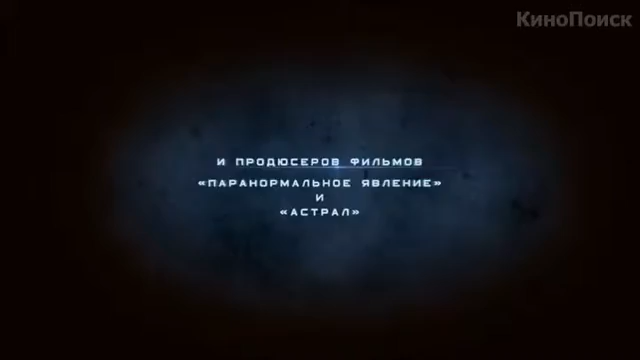 КиноПоиск
И ПРОДЮСЕРОВ ФИЛЬМОВ
«ПАРАНОРМАЛЬНОЕ ЯВЛЕНИЕ»
И
«АСТРАЛ»